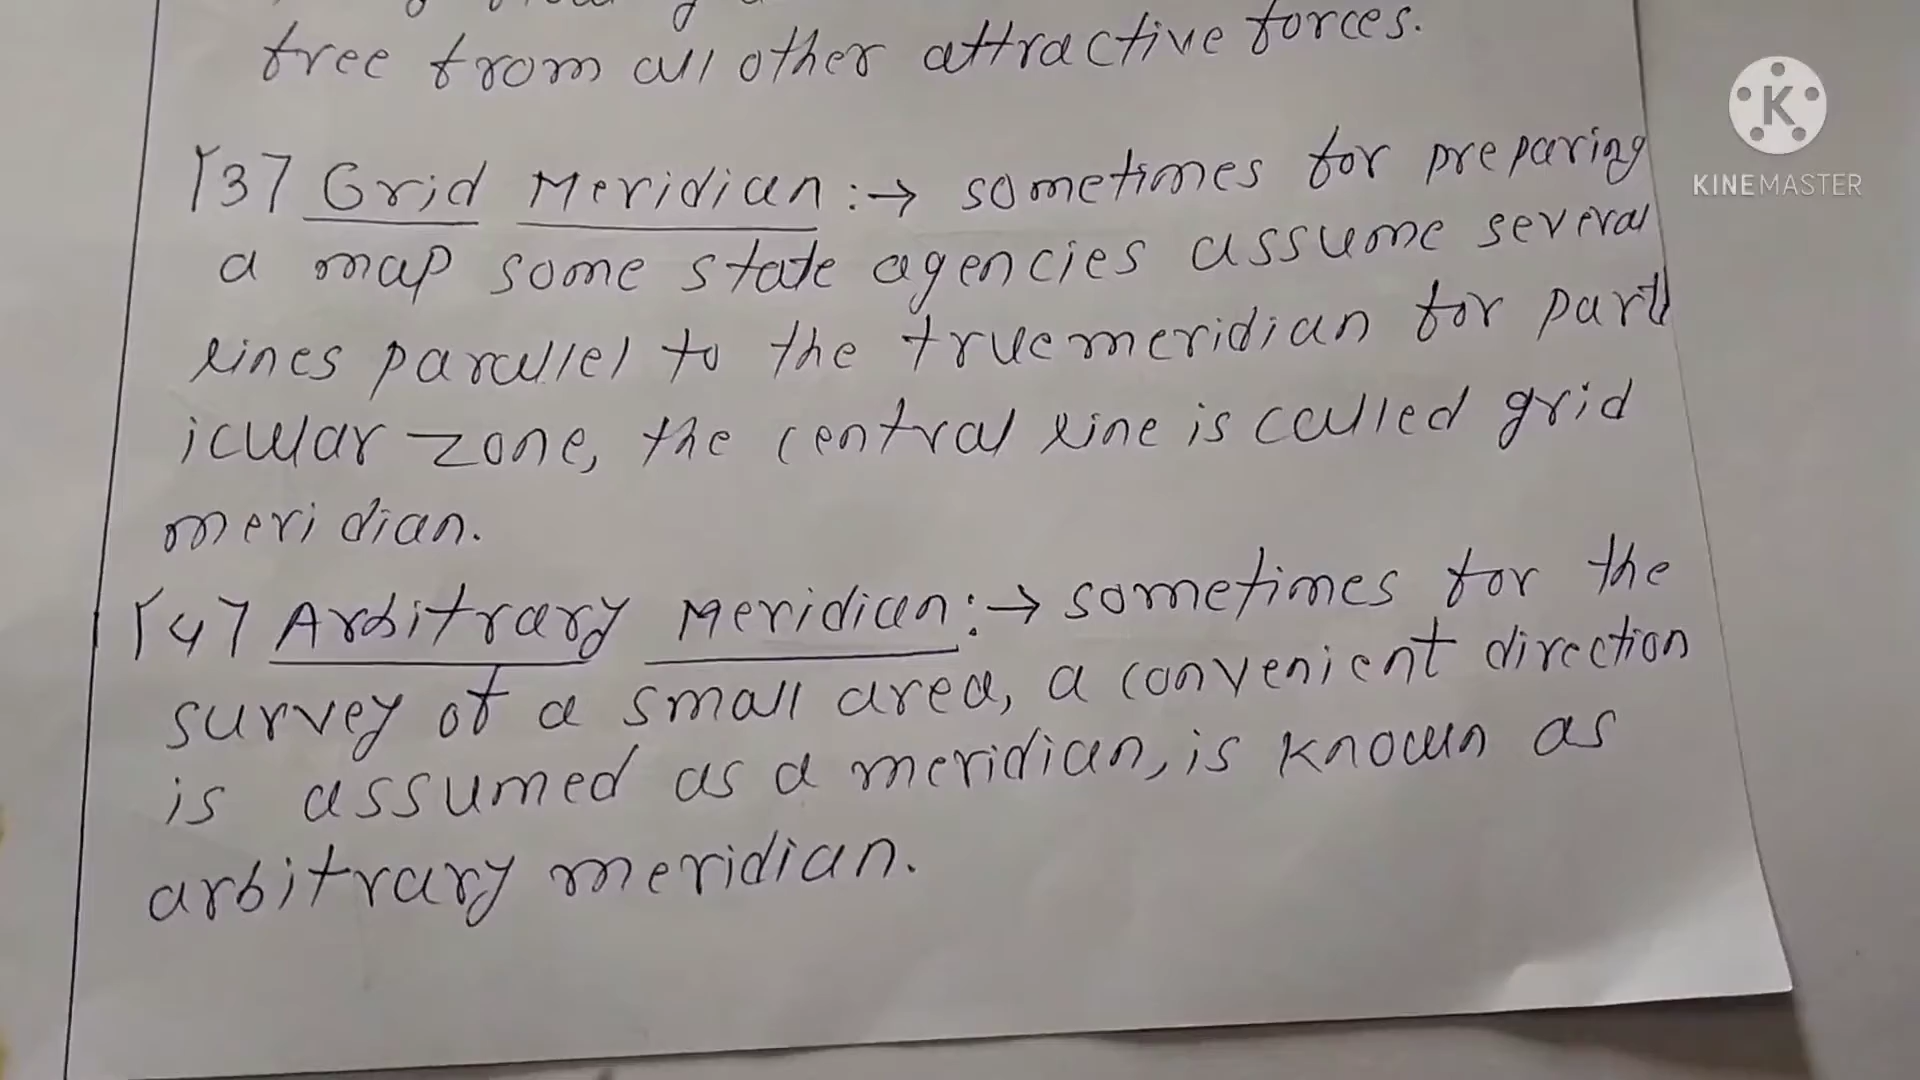 free from all other attractive forces.
[3] Grid Meridian :→ sometimes for preparing
a map some state agencies assume several
lines parallel to the true meridian for part
icular zone, the central line is called grid
meridian.
[4] Arbitrary Meridian :→ sometimes for the
survey of a small area, a convenient direction
is assumed as a meridian, is known as
arbitrary meridian.
K
KINEMASTER